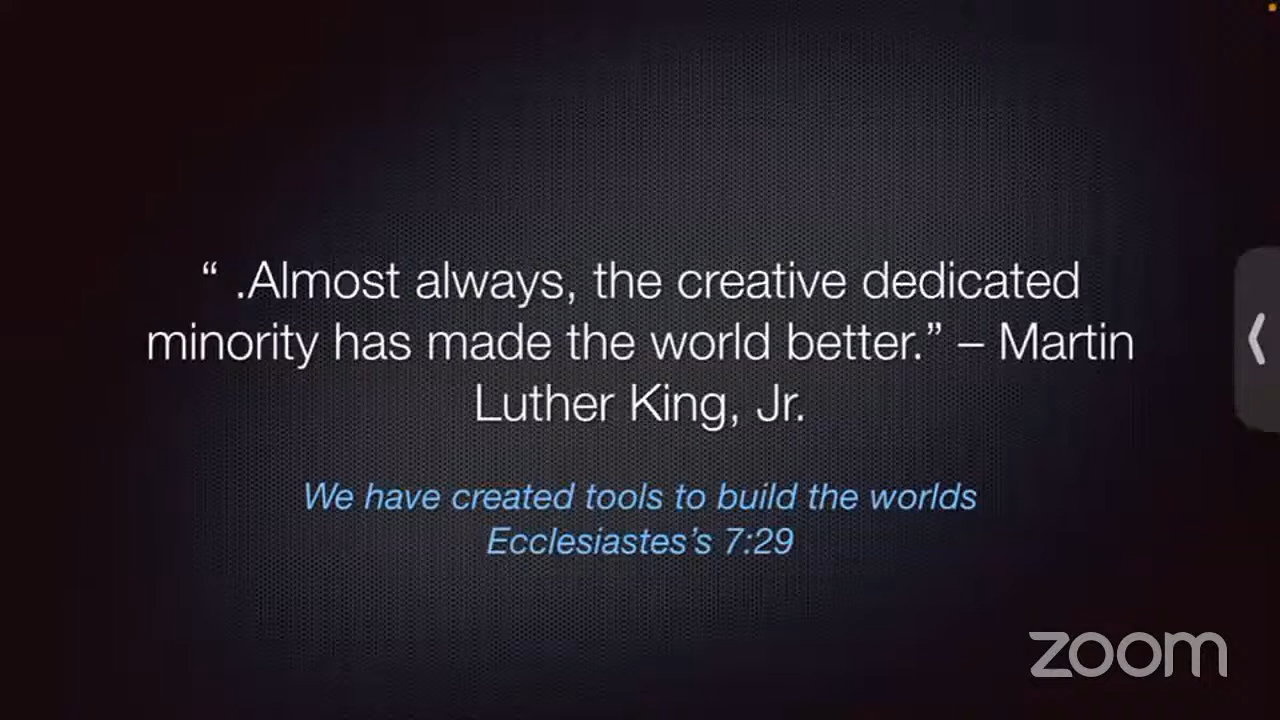 “ .Almost always, the creative dedicated
minority has made the world better.” – Martin
Luther King, Jr.
We have created tools to build the worlds
Ecclesiastes’s 7:29
zoom